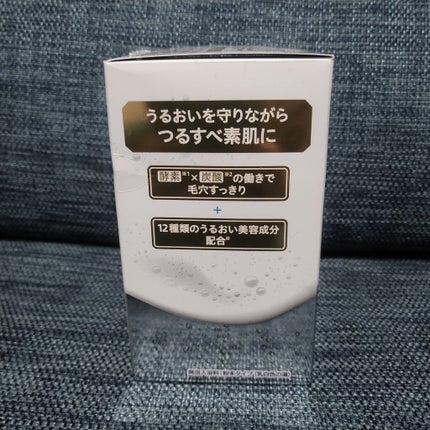 うるおいを守りながら
つるすべ素肌に
酵素※1×炭酸※2の働きで
毛穴すっきり
+
12種類のうるおい美容成分
配合※